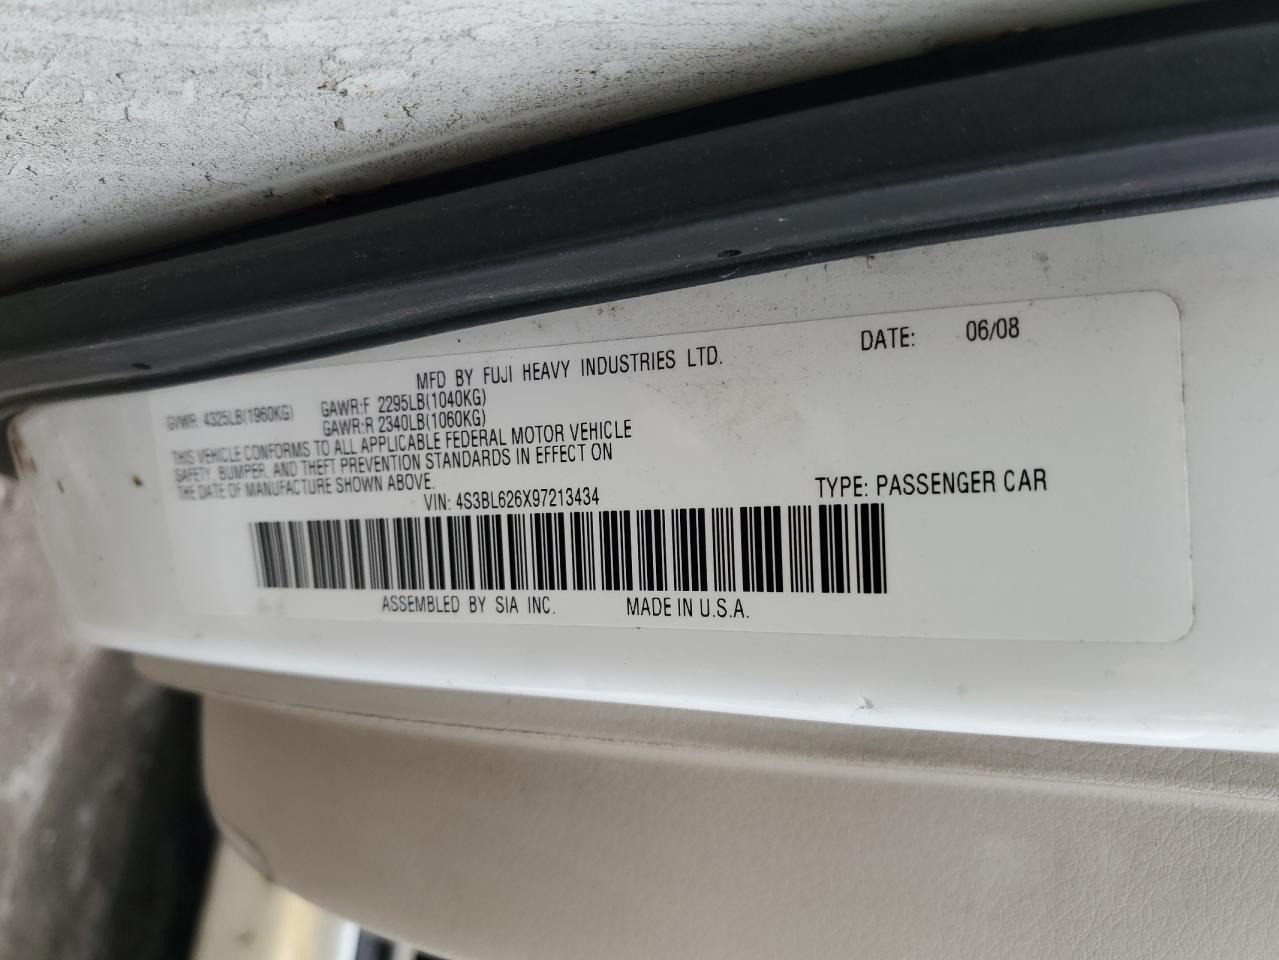 MFD BY FUJI HEAVY INDUSTRIES LTD. DATE: 06/08
GVWR: 4325LB(1960KG) GAWR:F 2295LB(1040KG)
GAWR:R 2340LB(1060KG)
THIS VEHICLE CONFORMS TO ALL APPLICABLE FEDERAL MOTOR VEHICLE
SAFETY, BUMPER, AND THEFT PREVENTION STANDARDS IN EFFECT ON
THE DATE OF MANUFACTURE SHOWN ABOVE.
VIN: 4S3BL626X97213434 TYPE: PASSENGER CAR
ASSEMBLED BY SIA INC. MADE IN U.S.A.